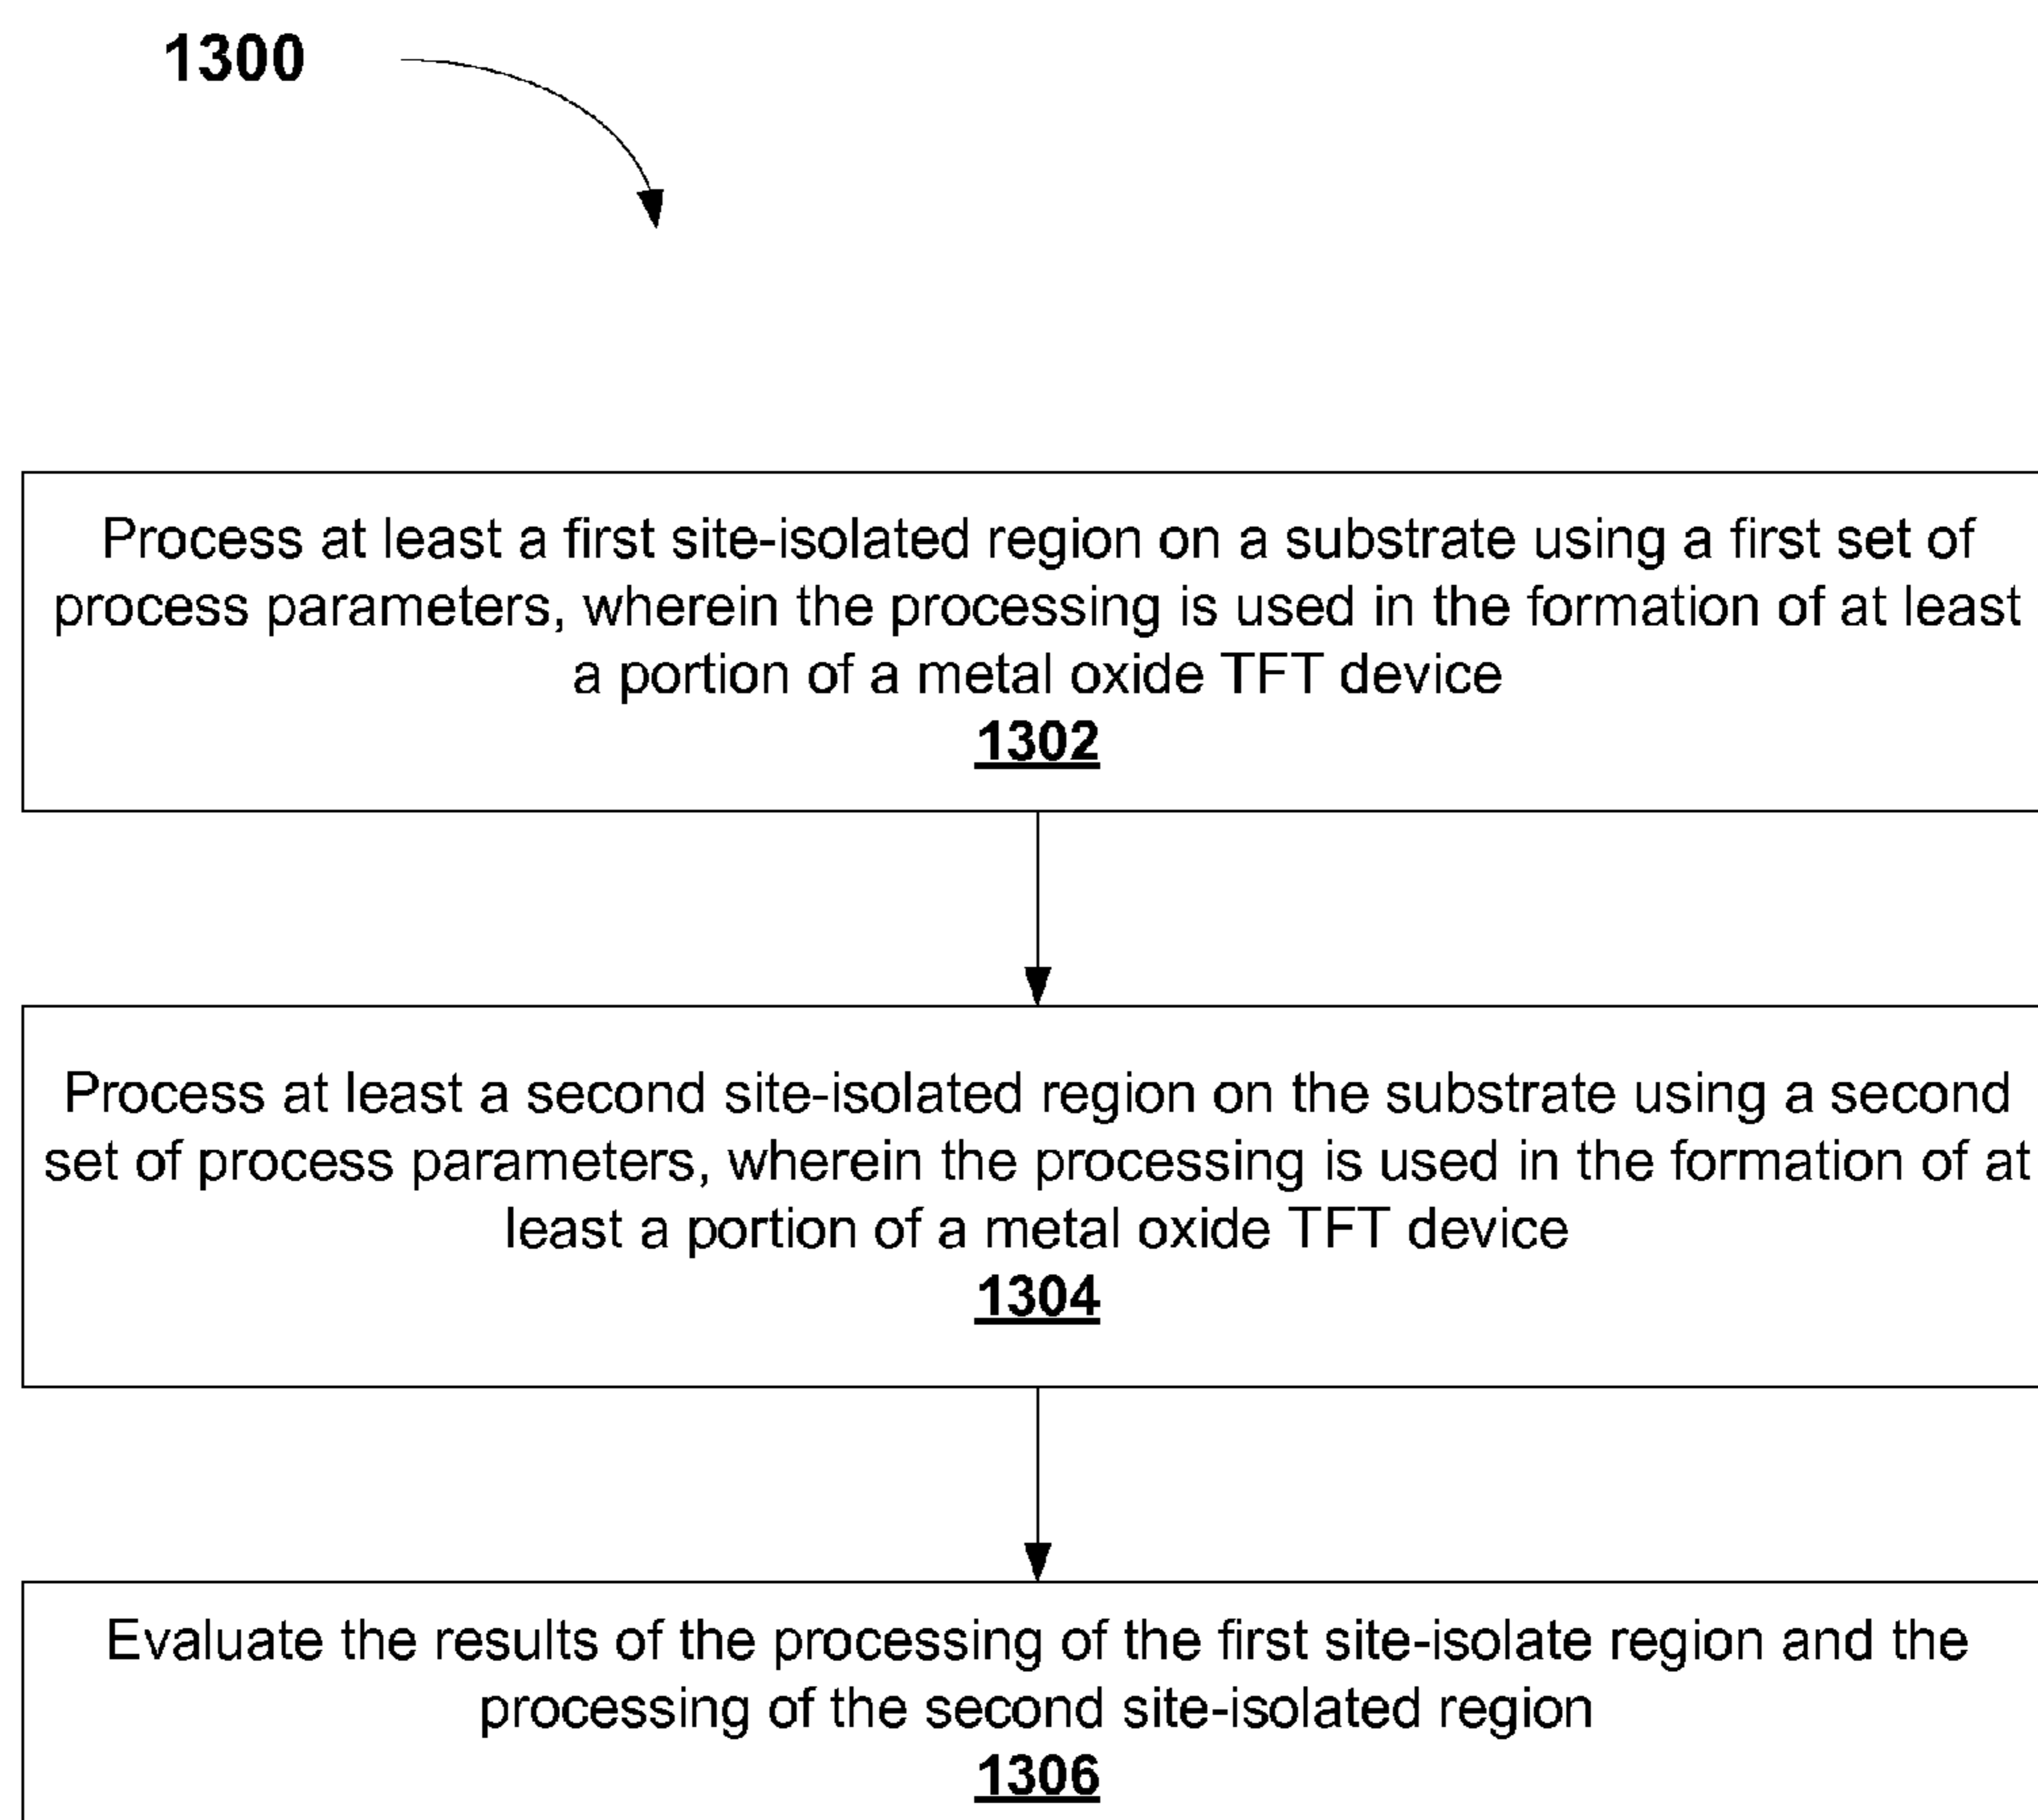 1300
Process at least a first site-isolated region on a substrate using a first set of
process parameters, wherein the processing is used in the formation of at least
a portion of a metal oxide TFT device
1302
Process at least a second site-isolated region on the substrate using a second
set of process parameters, wherein the processing is used in the formation of at
least a portion of a metal oxide TFT device
1304
Evaluate the results of the processing of the first site-isolate region and the
processing of the second site-isolated region
1306